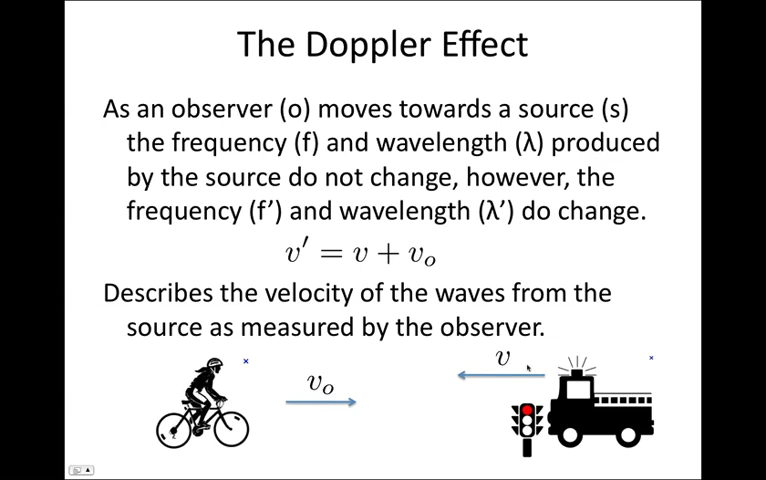 The Doppler Effect
As an observer (o) moves towards a source (s)
the frequency (f) and wavelength (λ) produced
by the source do not change, however, the
frequency (f’) and wavelength (λ’) do change.
v′ = v + vₒ
Describes the velocity of the waves from the
source as measured by the observer.
v
vₒ